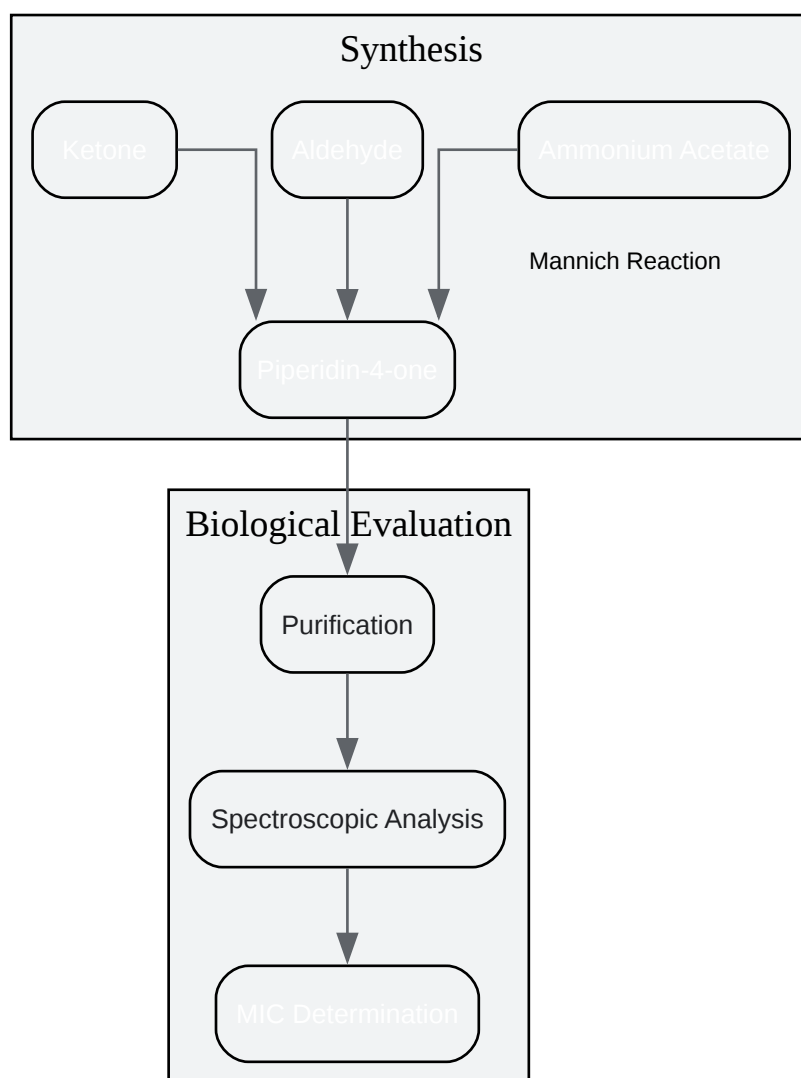 Synthesis
Ketone
Aldehyde
Ammonium Acetate
Mannich Reaction
Piperidin-4-one
Biological Evaluation
Purification
Spectroscopic Analysis
MIC Determination